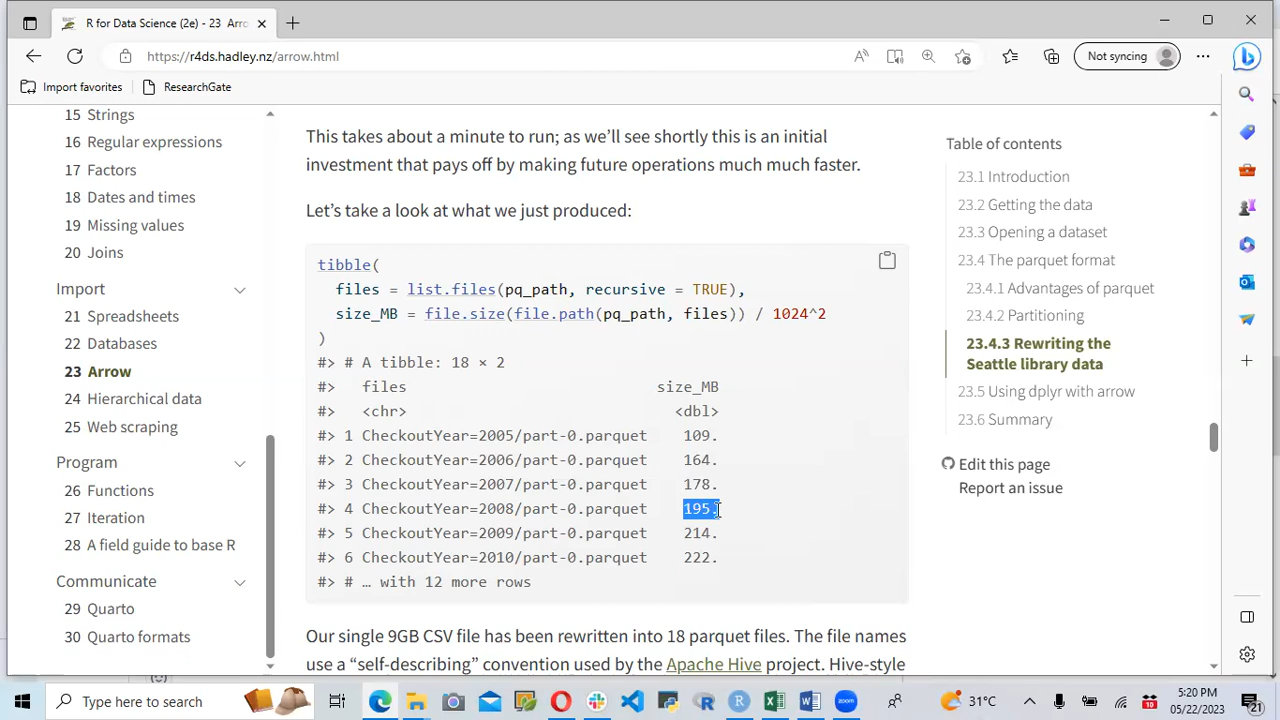 R for Data Science (2e) - 23 Arro
https://r4ds.hadley.nz/arrow.html
Not syncing
Import favorites
ResearchGate
15 Strings
16 Regular expressions
17 Factors
18 Dates and times
19 Missing values
20 Joins
Import
21 Spreadsheets
22 Databases
23 Arrow
24 Hierarchical data
25 Web scraping
Program
26 Functions
27 Iteration
28 A field guide to base R
Communicate
29 Quarto
30 Quarto formats
This takes about a minute to run; as we'll see shortly this is an initial
investment that pays off by making future operations much much faster.
Let's take a look at what we just produced:
tibble(
files = list.files(pq_path, recursive = TRUE),
size_MB = file.size(file.path(pq_path, files)) / 1024^2
)
#> # A tibble: 18 × 2
#> files size_MB
#> <chr> <dbl>
#> 1 CheckoutYear=2005/part-0.parquet 109.
#> 2 CheckoutYear=2006/part-0.parquet 164.
#> 3 CheckoutYear=2007/part-0.parquet 178.
#> 4 CheckoutYear=2008/part-0.parquet 195.
#> 5 CheckoutYear=2009/part-0.parquet 214.
#> 6 CheckoutYear=2010/part-0.parquet 222.
#> # … with 12 more rows
Our single 9GB CSV file has been rewritten into 18 parquet files. The file names
use a "self-describing" convention used by the Apache Hive project. Hive-style
Table of contents
23.1 Introduction
23.2 Getting the data
23.3 Opening a dataset
23.4 The parquet format
23.4.1 Advantages of parquet
23.4.2 Partitioning
23.4.3 Rewriting the
Seattle library data
23.5 Using dplyr with arrow
23.6 Summary
Edit this page
Report an issue
Type here to search
31°C
5:20 PM
05/22/2023
21